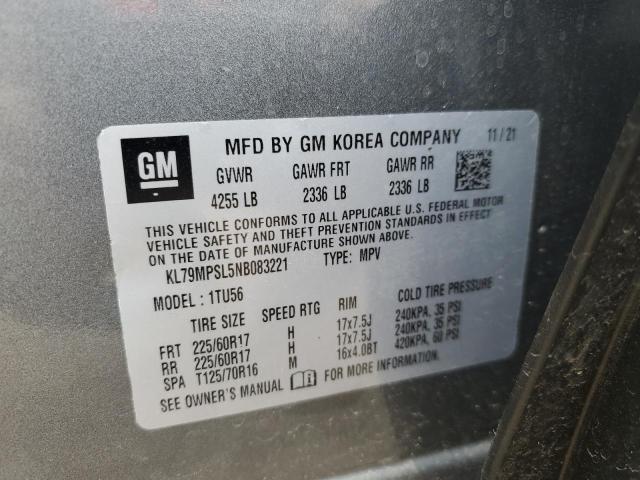 GM
MFD BY GM KOREA COMPANY 11/21
GVWR GAWR FRT GAWR RR
4255 LB 2336 LB 2336 LB
THIS VEHICLE CONFORMS TO ALL APPLICABLE U.S. FEDERAL MOTOR
VEHICLE SAFETY AND THEFT PREVENTION STANDARDS IN EFFECT
ON THE DATE OF MANUFACTURE SHOWN ABOVE.
KL79MPSL5NB083221 TYPE: MPV
MODEL: 1TU56
TIRE SIZE SPEED RTG RIM COLD TIRE PRESSURE
FRT 225/60R17 H 17x7.5J 240KPA, 35 PSI
RR 225/60R17 H 17x7.5J 240KPA, 35 PSI
SPA T125/70R16 M 16x4.0BT 420KPA, 60 PSI
SEE OWNER'S MANUAL FOR MORE INFORMATION.